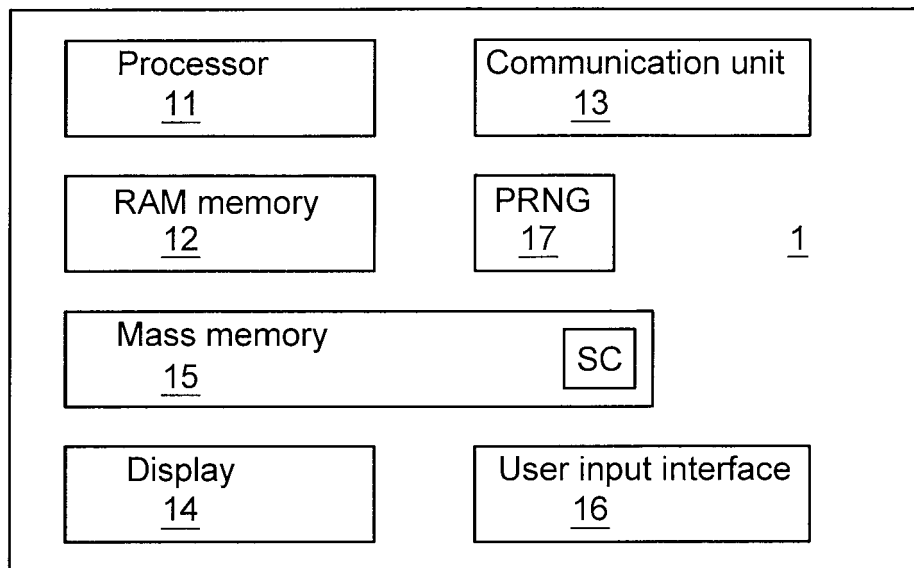 Processor
11
Communication unit
13
RAM memory
12
PRNG
17
1
Mass memory
15
SC
Display
14
User input interface
16